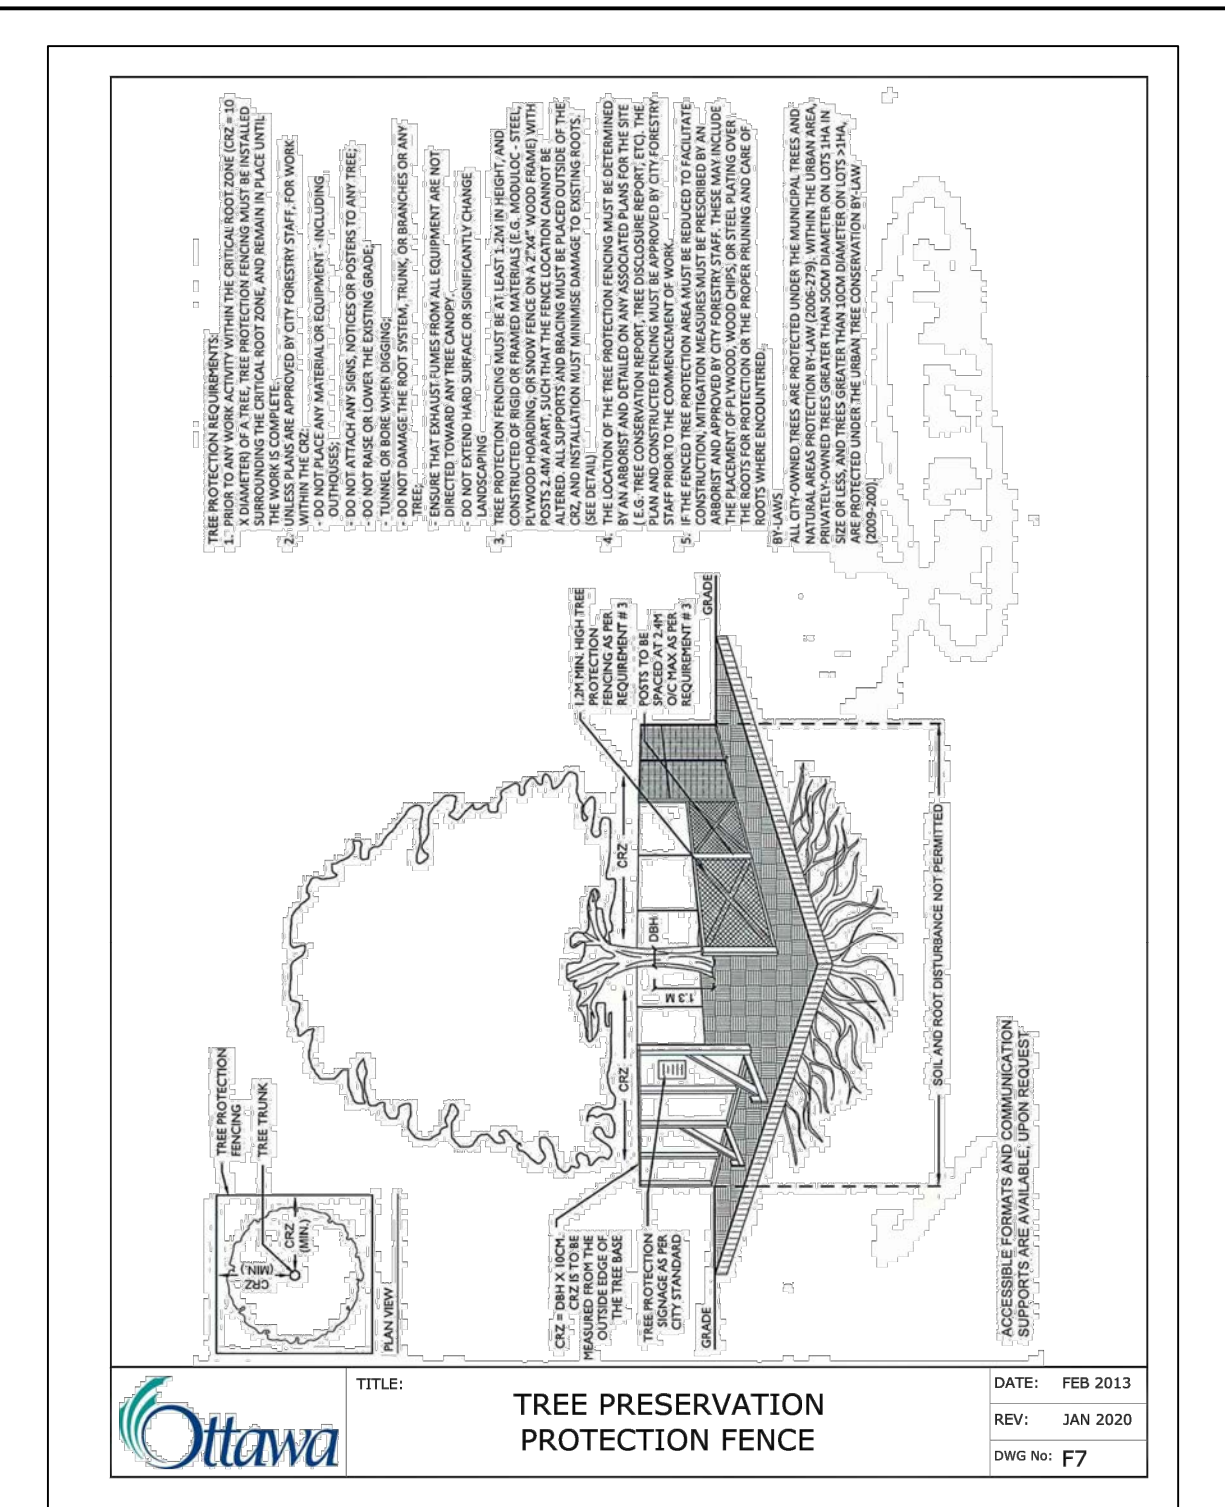 TREE PROTECTION REQUIREMENTS:
1. PRIOR TO ANY WORK ACTIVITY WITHIN THE CRITICAL ROOT ZONE (CRZ = 10
X DIAMETER) OF A TREE, TREE PROTECTION FENCING MUST BE INSTALLED
SURROUNDING THE CRITICAL ROOT ZONE, AND REMAIN IN PLACE UNTIL
THE WORK IS COMPLETE.
2. UNLESS PLANS ARE APPROVED BY CITY FORESTRY STAFF, FOR WORK
WITHIN THE CRZ:
- DO NOT PLACE ANY MATERIAL OR EQUIPMENT - INCLUDING
OUTHOUSES;
- DO NOT ATTACH ANY SIGNS, NOTICES OR POSTERS TO ANY TREE;
- DO NOT RAISE OR LOWER THE EXISTING GRADE;
- TUNNEL OR BORE WHEN DIGGING;
- DO NOT DAMAGE THE ROOT SYSTEM, TRUNK, OR BRANCHES OR ANY
TREE;
- ENSURE THAT EXHAUST FUMES FROM ALL EQUIPMENT ARE NOT
DIRECTED TOWARD ANY TREE CANOPY.
- DO NOT EXTEND HARD SURFACE OR SIGNIFICANTLY CHANGE
LANDSCAPING
3. TREE PROTECTION FENCING MUST BE AT LEAST 1.2M IN HEIGHT, AND
CONSTRUCTED OF RIGID OR FRAMED MATERIALS (E.G. MODULOC - STEEL,
PLYWOOD HOARDING, OR SNOW FENCE ON A 2"X4" WOOD FRAME) WITH
POSTS 2.4M APART, SUCH THAT THE FENCE LOCATION CANNOT BE
ALTERED. ALL SUPPORTS AND BRACING MUST BE PLACED OUTSIDE OF THE
CRZ, AND INSTALLATION MUST MINIMISE DAMAGE TO EXISTING ROOTS.
(SEE DETAIL)
4. THE LOCATION OF THE TREE PROTECTION FENCING MUST BE DETERMINED
BY AN ARBORIST AND DETAILED ON ANY ASSOCIATED PLANS FOR THE SITE
( E.G. TREE CONSERVATION REPORT, TREE DISCLOSURE REPORT, ETC). THE
PLAN AND CONSTRUCTED FENCING MUST BE APPROVED BY CITY FORESTRY
STAFF PRIOR TO THE COMMENCEMENT OF WORK.
5. IF THE FENCED TREE PROTECTION AREA MUST BE REDUCED TO FACILITATE
CONSTRUCTION, MITIGATION MEASURES MUST BE PRESCRIBED BY AN
ARBORIST AND APPROVED BY CITY FORESTRY STAFF. THESE MAY INCLUDE
THE PLACEMENT OF PLYWOOD, WOOD CHIPS, OR STEEL PLATING OVER
THE ROOTS FOR PROTECTION OR THE PROPER PRUNING AND CARE OF
ROOTS WHERE ENCOUNTERED.
BY-LAWS
ALL CITY-OWNED TREES ARE PROTECTED UNDER THE MUNICIPAL TREES AND
NATURAL AREAS PROTECTION BY-LAW (2006-279). WITHIN THE URBAN AREA,
PRIVATELY-OWNED TREES GREATER THAN 50CM DIAMETER ON LOTS 1HA IN
SIZE OR LESS, AND TREES GREATER THAN 10CM DIAMETER ON LOTS >1HA,
ARE PROTECTED UNDER THE URBAN TREE CONSERVATION BY-LAW
(2009-200).
TREE PROTECTION
FENCING
TREE TRUNK
CRZ
(MIN.)
CRZ
(MIN.)
PLAN VIEW
1.2M MIN. HIGH TREE
PROTECTION
FENCING AS PER
REQUIREMENT # 3
POSTS TO BE
SPACED AT 2.4M
O/C MAX AS PER
REQUIREMENT # 3
GRADE
CRZ
CRZ
DBH
1.3 M
CRZ = DBH X 10CM.
CRZ IS TO BE
MEASURED FROM THE
OUTSIDE EDGE OF
THE TREE BASE
TREE PROTECTION
SIGNAGE AS PER
CITY STANDARD
GRADE
SOIL AND ROOT DISTURBANCE NOT PERMITTED
ACCESSIBLE FORMATS AND COMMUNICATION
SUPPORTS ARE AVAILABLE, UPON REQUEST
Ottawa
TITLE:
TREE PRESERVATION
PROTECTION FENCE
DATE: FEB 2013
REV: JAN 2020
DWG No: F7